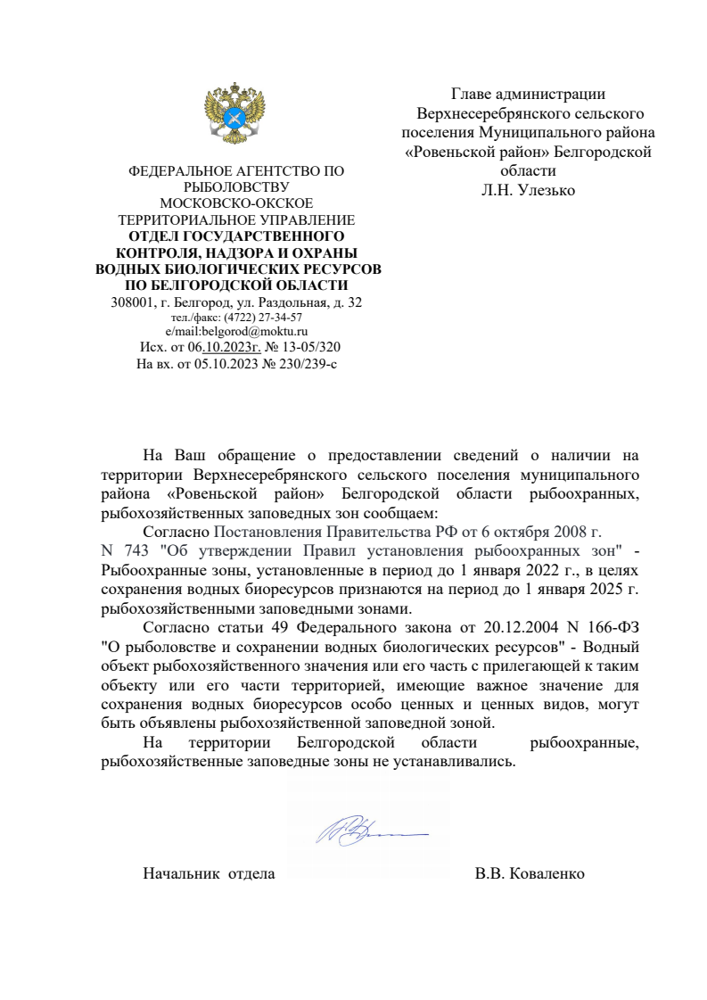 Главе администрации
Верхнесеребрянского сельского
поселения Муниципального района
«Ровеньской район» Белгородской
области
Л.Н. Улезько
ФЕДЕРАЛЬНОЕ АГЕНТСТВО ПО
РЫБОЛОВСТВУ
МОСКОВСКО-ОКСКОЕ
ТЕРРИТОРИАЛЬНОЕ УПРАВЛЕНИЕ
ОТДЕЛ ГОСУДАРСТВЕННОГО
КОНТРОЛЯ, НАДЗОРА И ОХРАНЫ
ВОДНЫХ БИОЛОГИЧЕСКИХ РЕСУРСОВ
ПО БЕЛГОРОДСКОЙ ОБЛАСТИ
308001, г. Белгород, ул. Раздольная, д. 32
тел./факс: (4722) 27-34-57
e/mail:belgorod@moktu.ru
Исх. от 06.10.2023г. № 13-05/320
На вх. от 05.10.2023 № 230/239-с
На Ваш обращение о предоставлении сведений о наличии на
территории Верхнесеребрянского сельского поселения муниципального
района «Ровеньской район» Белгородской области рыбоохранных,
рыбохозяйственных заповедных зон сообщаем:
Согласно Постановления Правительства РФ от 6 октября 2008 г.
N 743 "Об утверждении Правил установления рыбоохранных зон" -
Рыбоохранные зоны, установленные в период до 1 января 2022 г., в целях
сохранения водных биоресурсов признаются на период до 1 января 2025 г.
рыбохозяйственными заповедными зонами.
Согласно статьи 49 Федерального закона от 20.12.2004 N 166-ФЗ
"О рыболовстве и сохранении водных биологических ресурсов" - Водный
объект рыбохозяйственного значения или его часть с прилегающей к таким
объекту или его части территорией, имеющие важное значение для
сохранения водных биоресурсов особо ценных и ценных видов, могут
быть объявлены рыбохозяйственной заповедной зоной.
На территории Белгородской области рыбоохранные,
рыбохозяйственные заповедные зоны не устанавливались.
Начальник отдела В.В. Коваленко